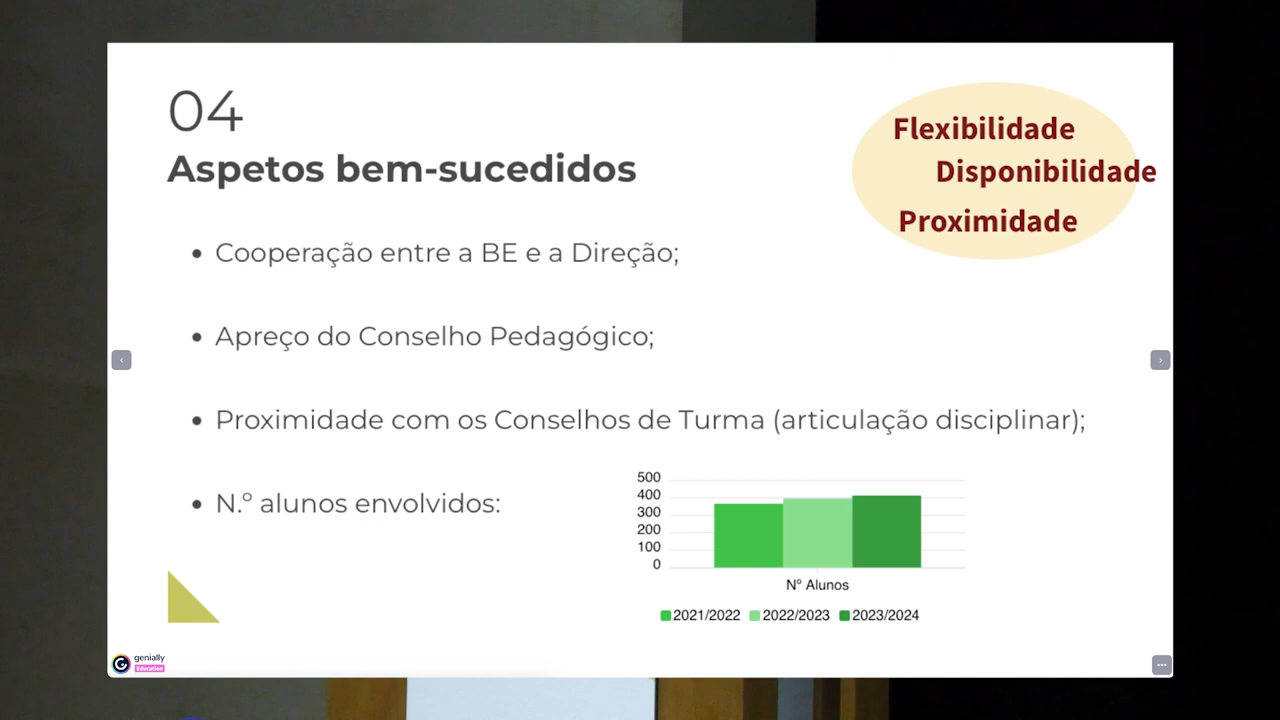 04
Aspetos bem-sucedidos
Flexibilidade
Disponibilidade
Proximidade
• Cooperação entre a BE e a Direção;
• Apreço do Conselho Pedagógico;
• Proximidade com os Conselhos de Turma (articulação disciplinar);
• N.º alunos envolvidos:
500
400
300
200
100
0
Nº Alunos
2021/2022 2022/2023 2023/2024
genially
Education